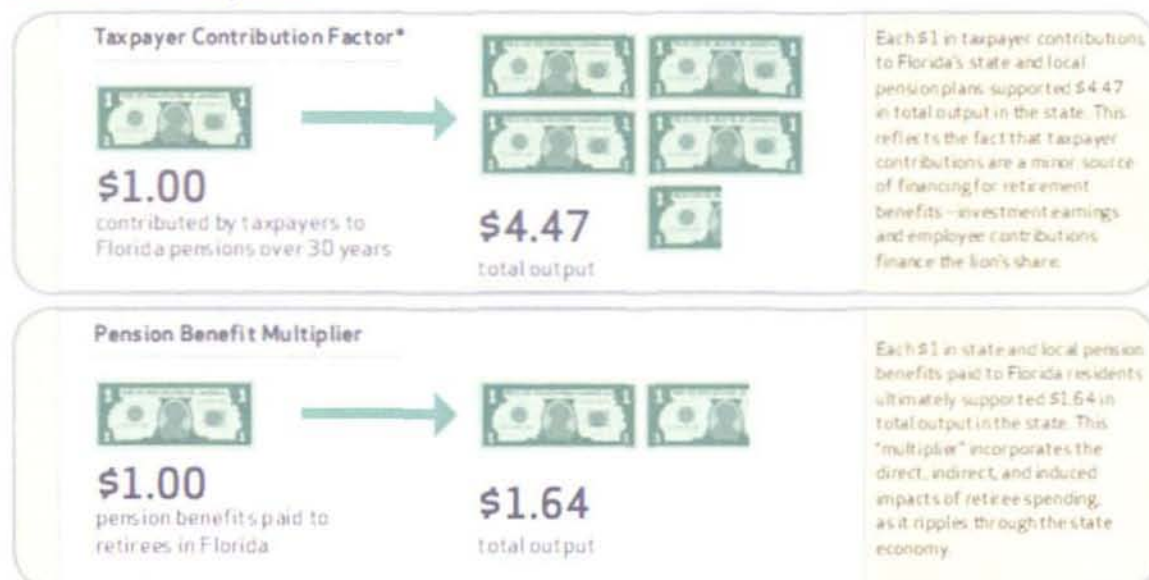 Taxpayer Contribution Factor*
$1.00
contributed by taxpayers to
Florida pensions over 30 years
$4.47
total output
Each $1 in taxpayer contributions
to Florida's state and local
pension plans supported $4.47
in total output in the state. This
reflects the fact that taxpayer
contributions are a minor source
of financing for retirement
benefits–investment earnings
and employee contributions
finance the lion's share.
Pension Benefit Multiplier
$1.00
pension benefits paid to
retirees in Florida
$1.64
total output
Each $1 in state and local pension
benefits paid to Florida residents
ultimately supported $1.64 in
total output in the state. This
"multiplier" incorporates the
direct, indirect, and induced
impacts of retiree spending,
as it ripples through the state
economy.